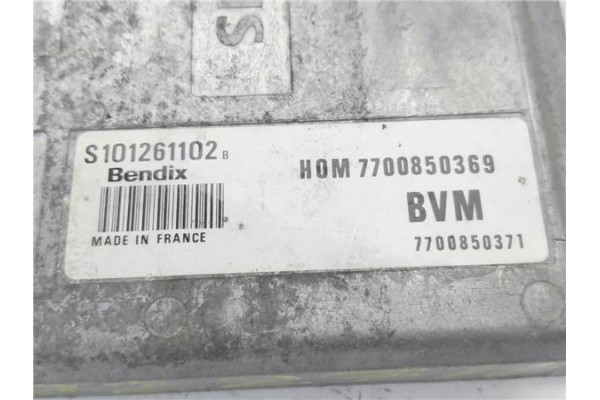 S101261102 B
Bendix
MADE IN FRANCE
HOM 7700850369
BVM
7700850371